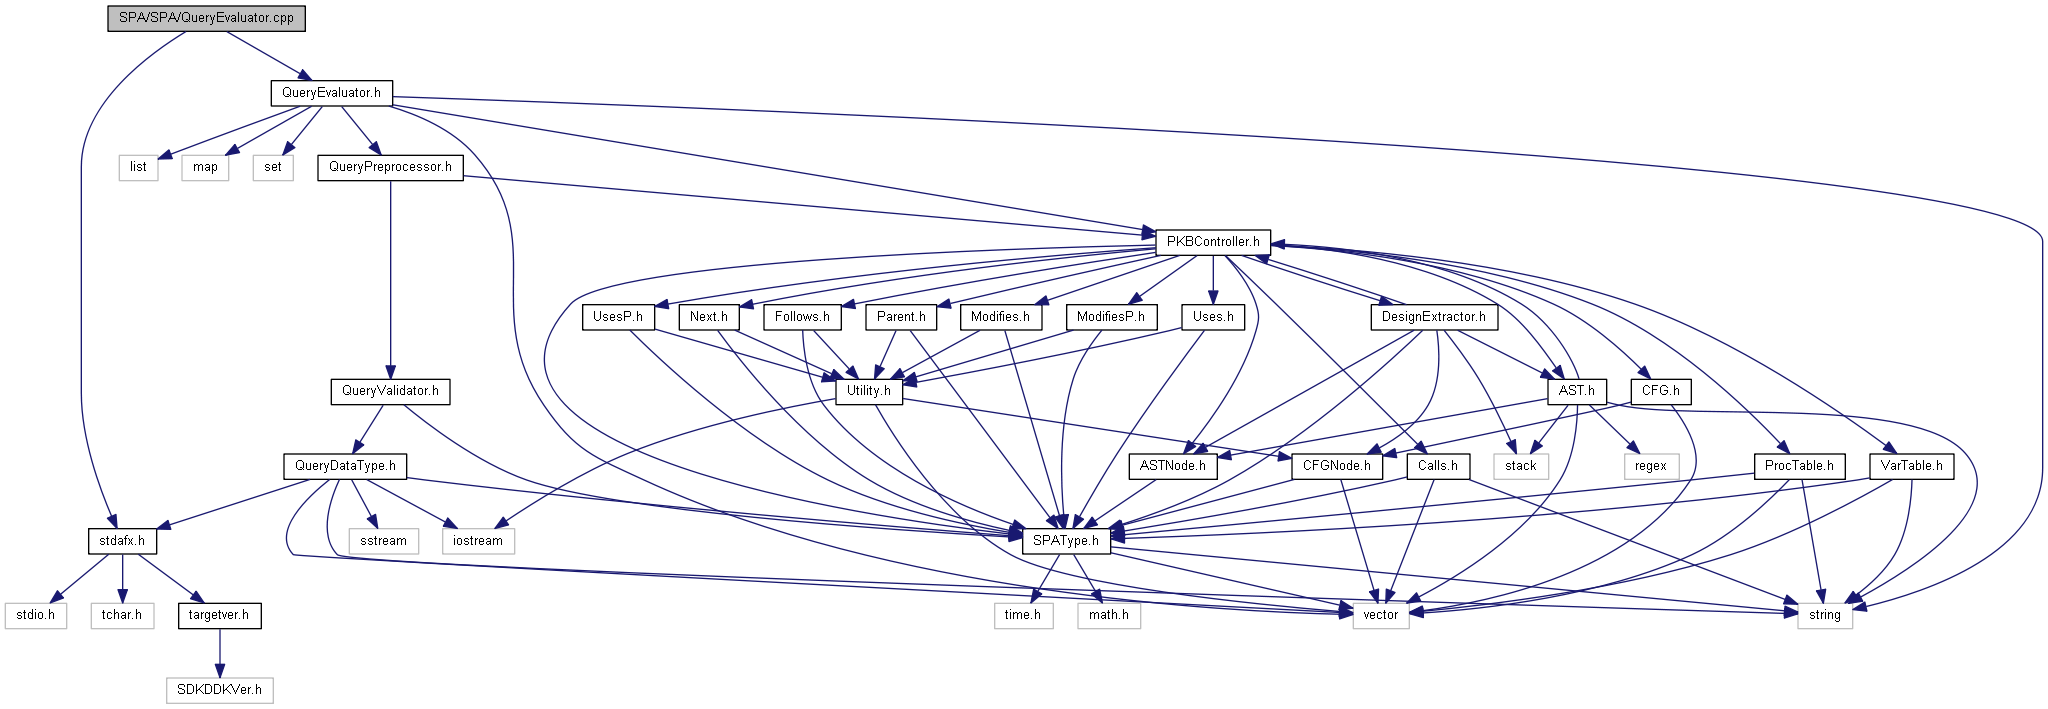 SPA/SPA/QueryEvaluator.cpp
QueryEvaluator.h
list
map
set
QueryPreprocessor.h
PKBController.h
UsesP.h
Next.h
Follows.h
Parent.h
Modifies.h
ModifiesP.h
Uses.h
DesignExtractor.h
QueryValidator.h
Utility.h
AST.h
CFG.h
QueryDataType.h
ASTNode.h
CFGNode.h
Calls.h
stack
regex
ProcTable.h
VarTable.h
stdafx.h
sstream
iostream
SPAType.h
stdio.h
tchar.h
targetver.h
time.h
math.h
vector
string
SDKDDKVer.h